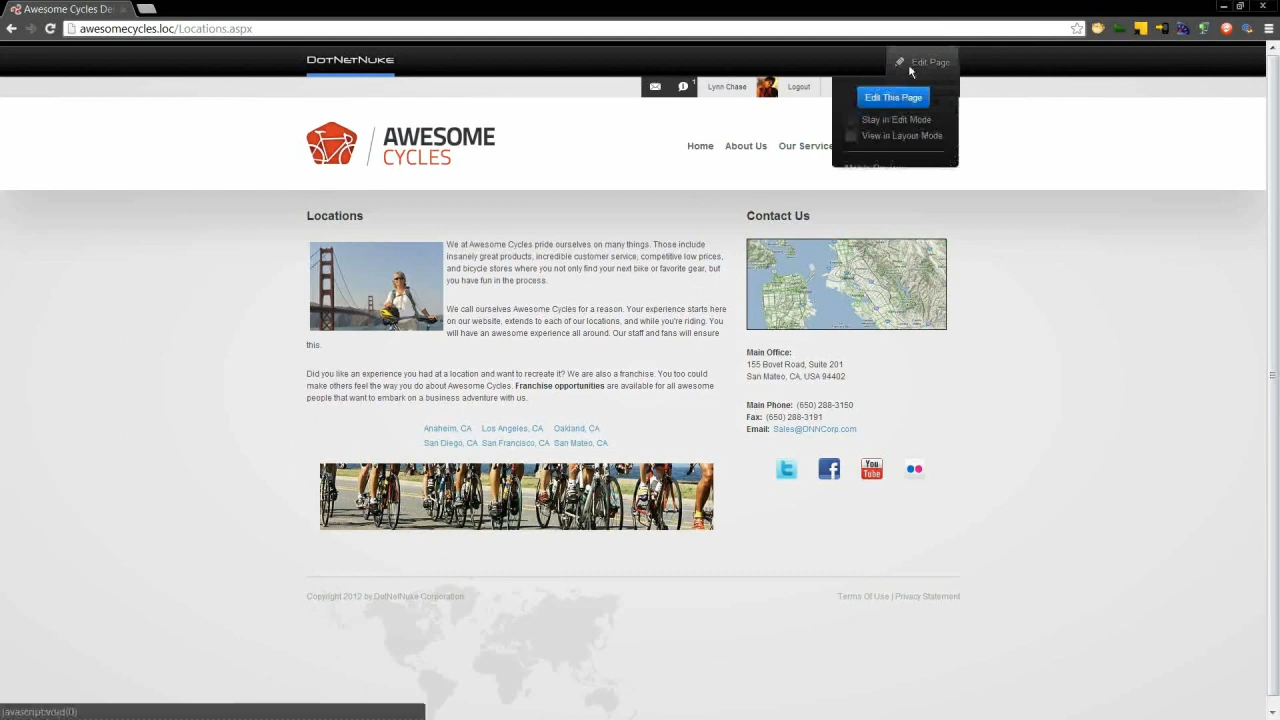 Awesome Cycles De
awesomecycles.loc/Locations.aspx
DOTNETNUKE
Edit Page
1
Lynn Chase
Logout
Edit This Page
Stay in Edit Mode
View in Layout Mode
AWESOME
CYCLES
Home
About Us
Our Service
Locations
We at Awesome Cycles pride ourselves on many things. Those include
insanely great products, incredible customer service, competitive low prices,
and bicycle stores where you not only find your next bike or favorite gear, but
you have fun in the process.
We call ourselves Awesome Cycles for a reason. Your experience starts here
on our website, extends to each of our locations, and while you're riding. You
will have an awesome experience all around. Our staff and fans will ensure
this.
Did you like an experience you had at a location and want to recreate it? We are also a franchise. You too could
make others feel the way you do about Awesome Cycles. Franchise opportunities are available for all awesome
people that want to embark on a business adventure with us.
Anaheim, CA Los Angeles, CA Oakland, CA
San Diego, CA San Francisco, CA San Mateo, CA
Contact Us
Main Office:
155 Bovet Road, Suite 201
San Mateo, CA, USA 94402
Main Phone: (650) 288-3150
Fax: (650) 288-3191
Email: Sales@DNNCorp.com
You
Tube
Copyright 2012 by DotNetNuke Corporation
Terms Of Use | Privacy Statement
javascript:void(0)